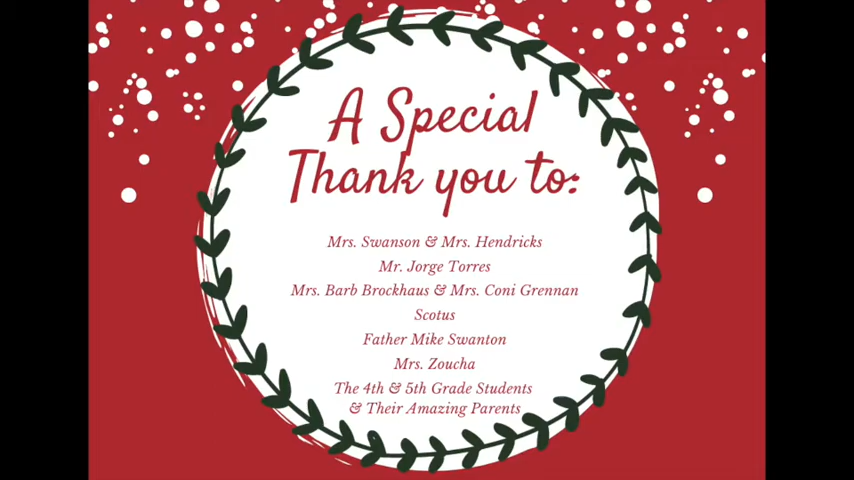 A Special
Thank you to:
Mrs. Swanson & Mrs. Hendricks
Mr. Jorge Torres
Mrs. Barb Brockhaus & Mrs. Coni Grennan
Scotus
Father Mike Swanton
Mrs. Zoucha
The 4th & 5th Grade Students
& Their Amazing Parents